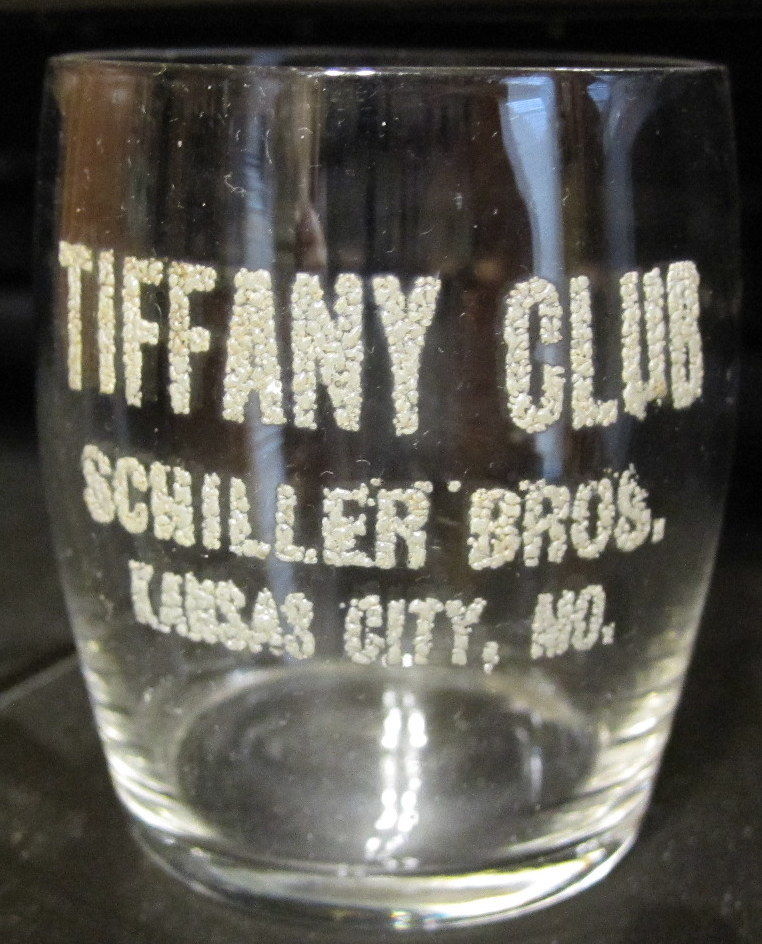 TIFFANY CLUB
SCHILLER BROS.
KANSAS CITY, MO.